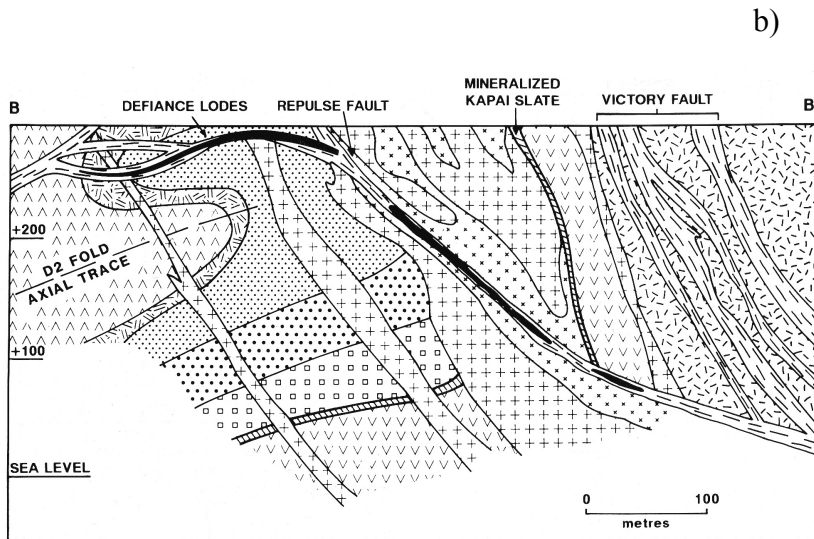 b)
MINERALIZED
KAPAI SLATE
DEFIANCE LODES
REPULSE FAULT
VICTORY FAULT
B
B
+200
D2 FOLD
AXIAL TRACE
+100
SEA LEVEL
0 100
metres